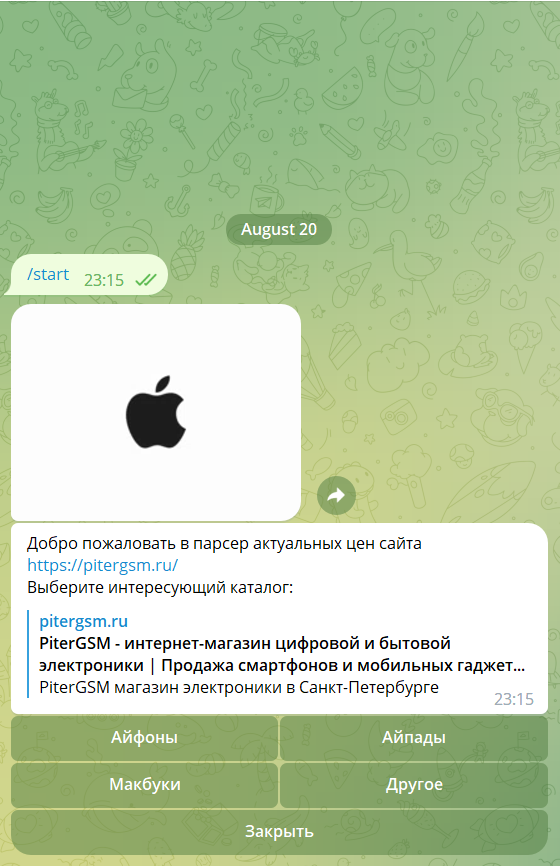 August 20
/start 23:15
Добро пожаловать в парсер актуальных цен сайта
https://pitergsm.ru/
Выберите интересующий каталог:
pitergsm.ru
PiterGSM - интернет-магазин цифровой и бытовой
электроники | Продажа смартфонов и мобильных гаджет...
PiterGSM магазин электроники в Санкт-Петербурге
23:15
Айфоны Айпады
Макбуки Другое
Закрыть